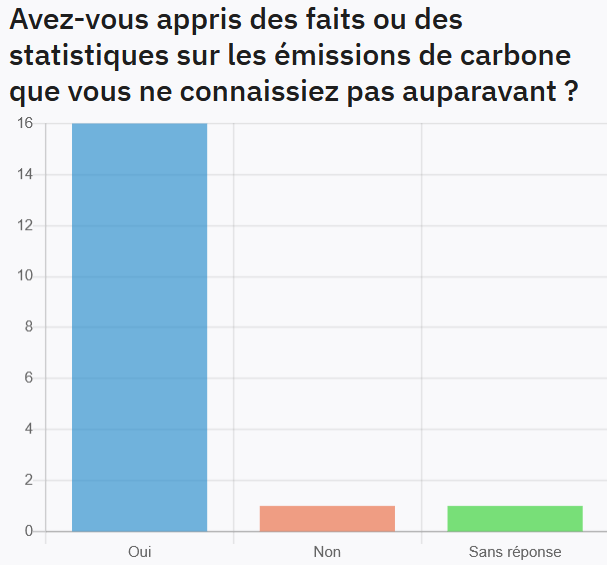 Avez-vous appris des faits ou des
statistiques sur les émissions de carbone
que vous ne connaissiez pas auparavant ?
16
14
12
10
8
6
4
2
0
Oui Non Sans réponse